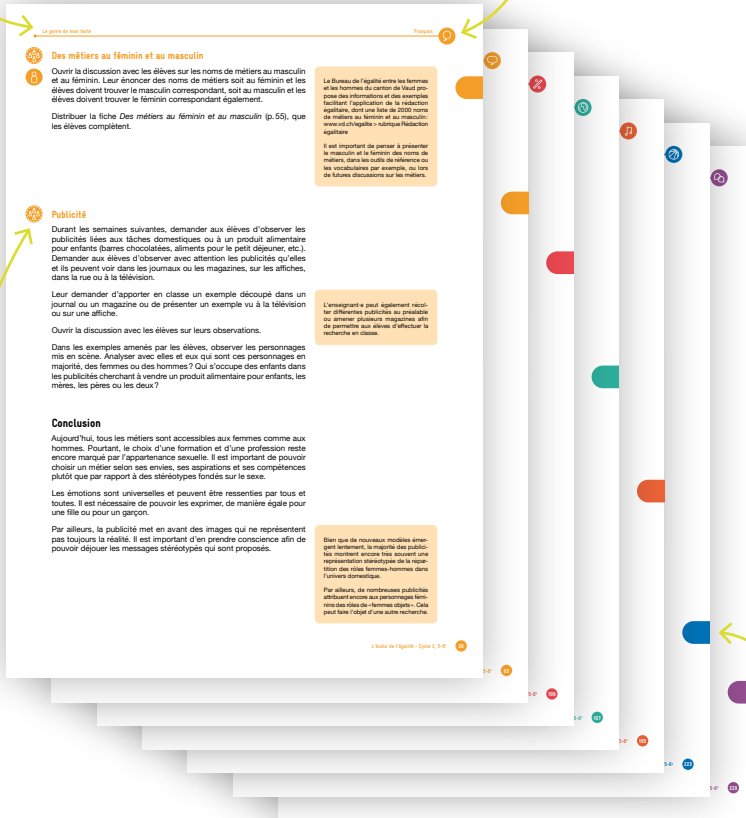 Le genre de mon texte
Français
Des métiers au féminin et au masculin
Ouvrir la discussion avec les élèves sur les noms de métiers au masculin
et au féminin. Leur énoncer des noms de métiers soit au féminin et les
élèves doivent trouver le masculin correspondant, soit au masculin et les
élèves doivent trouver le féminin correspondant également.
Distribuer la fiche Des métiers au féminin et au masculin (p. 55), que
les élèves complètent.
Le Bureau de l'égalité entre les femmes
et les hommes du canton de Vaud pro-
pose des informations et des exemples
facilitant l'application de la rédaction
égalitaire, dont une liste de 2000 noms
de métiers au féminin et au masculin:
www.vd.ch/egalite > rubrique Rédaction
égalitaire
Il est important de penser à présenter
le masculin et le féminin des noms de
métiers, dans les outils de référence ou
les vocabulaires par exemple, ou lors
de futures discussions sur les métiers.
Publicité
Durant les semaines suivantes, demander aux élèves d'observer les
publicités liées aux tâches domestiques ou à un produit alimentaire
pour enfants (barres chocolatées, aliments pour le petit déjeuner, etc.).
Demander aux élèves d'observer avec attention les publicités qu'elles
et ils peuvent voir dans les journaux ou les magazines, sur les affiches,
dans la rue ou à la télévision.
Leur demander d'apporter en classe un exemple découpé dans un
journal ou un magazine ou de présenter un exemple vu à la télévision
ou sur une affiche.
Ouvrir la discussion avec les élèves sur leurs observations.
Dans les exemples amenés par les élèves, observer les personnages
mis en scène. Analyser avec elles et eux qui sont ces personnages en
majorité, des femmes ou des hommes? Qui s'occupe des enfants dans
les publicités cherchant à vendre un produit alimentaire pour enfants, les
mères, les pères ou les deux?
L'enseignant·e peut également récol-
ter différentes publicités au préalable
ou amener plusieurs magazines afin
de permettre aux élèves d'effectuer la
recherche en classe.
Conclusion
Aujourd'hui, tous les métiers sont accessibles aux femmes comme aux
hommes. Pourtant, le choix d'une formation et d'une profession reste
encore marqué par l'appartenance sexuelle. Il est important de pouvoir
choisir un métier selon ses envies, ses aspirations et ses compétences
plutôt que par rapport à des stéréotypes fondés sur le sexe.
Les émotions sont universelles et peuvent être ressenties par tous et
toutes. Il est nécessaire de pouvoir les exprimer, de manière égale pour
une fille ou pour un garçon.
Par ailleurs, la publicité met en avant des images qui ne représentent
pas toujours la réalité. Il est important d'en prendre conscience afin de
pouvoir déjouer les messages stéréotypés qui sont proposés.
Bien que de nouveaux modèles émer-
gent lentement, la majorité des publici-
tés montrent encore très souvent une
représentation stéréotypée de la répar-
tition des rôles femmes-hommes dans
l'univers domestique.
Par ailleurs, de nombreuses publicités
attribuent encore aux personnages fémi-
nins des rôles de «femmes objets». Cela
peut faire l'objet d'une autre recherche.
L'école de l'égalité - Cycle 2, 5-6e
5-6e
5-6e
5-6e 167
5-6e
5-6e 223
5-6e